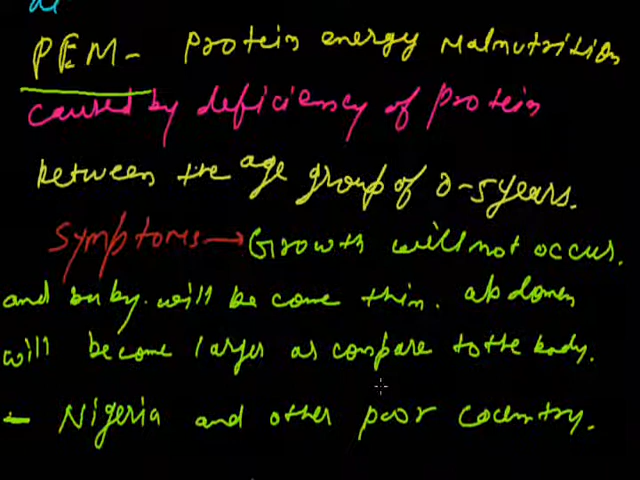 PEM - Protein energy Malnutrition
caused by deficiency of protein
between the age group of 0-5 years.
Symptoms → Growth will not occur.
and baby. will be come thin. abdomen
will become larger as compare to the body.
- Nigeria and other poor country.